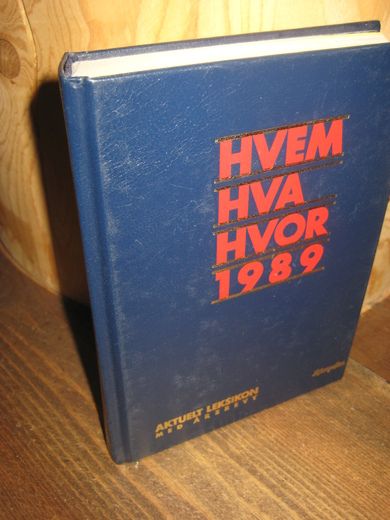 HVEM
HVA
HVOR
1989
AKTUELT LEKSIKON
MED ÅRSREVY